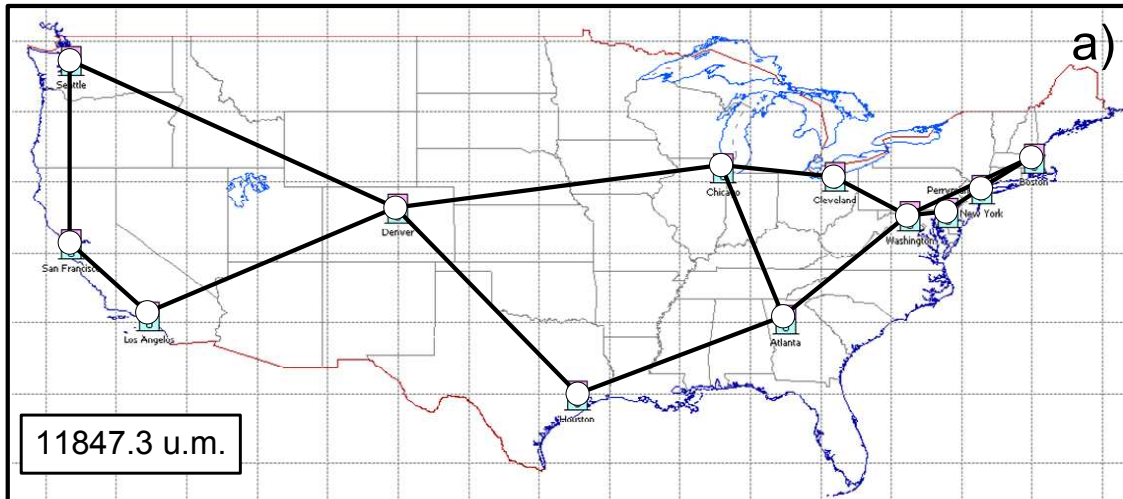 a)
Seattle
Boston
Chicago
Cleveland
New York
Denver
Washington
San Francisco
Los Angeles
Atlanta
Houston
11847.3 u.m.